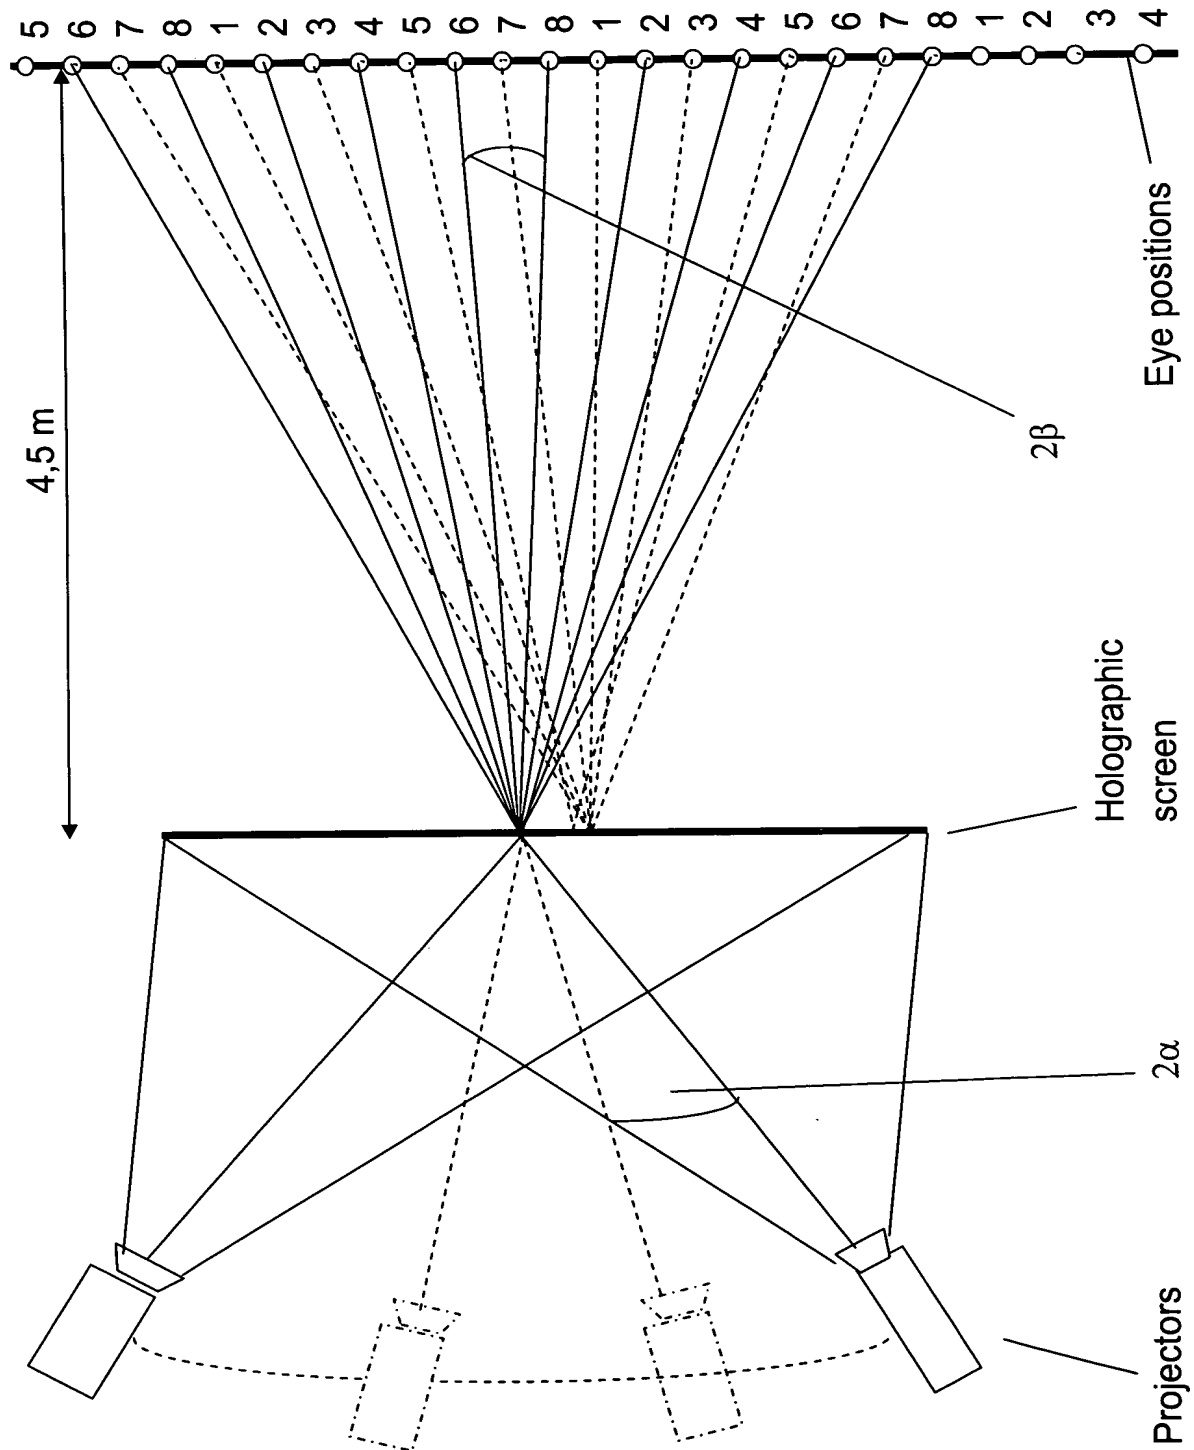 5 6 7 8 1 2 3 4 5 6 7 8 1 2 3 4 5 6 7 8 1 2 3 4
4,5 m
2β
Eye positions
Holographic
screen
2α
Projectors